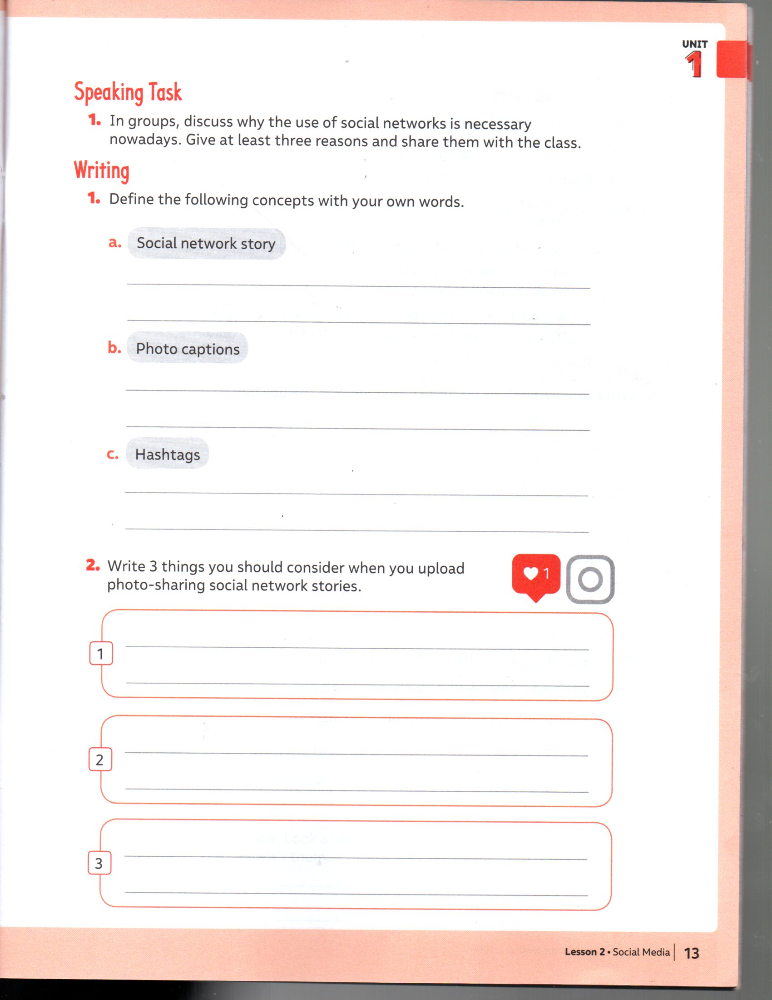 UNIT
1
Speaking Task
1. In groups, discuss why the use of social networks is necessary
nowadays. Give at least three reasons and share them with the class.
Writing
1. Define the following concepts with your own words.
a. Social network story
b. Photo captions
c. Hashtags
2. Write 3 things you should consider when you upload
photo-sharing social network stories.
1
1
2
3
Lesson 2 • Social Media | 13